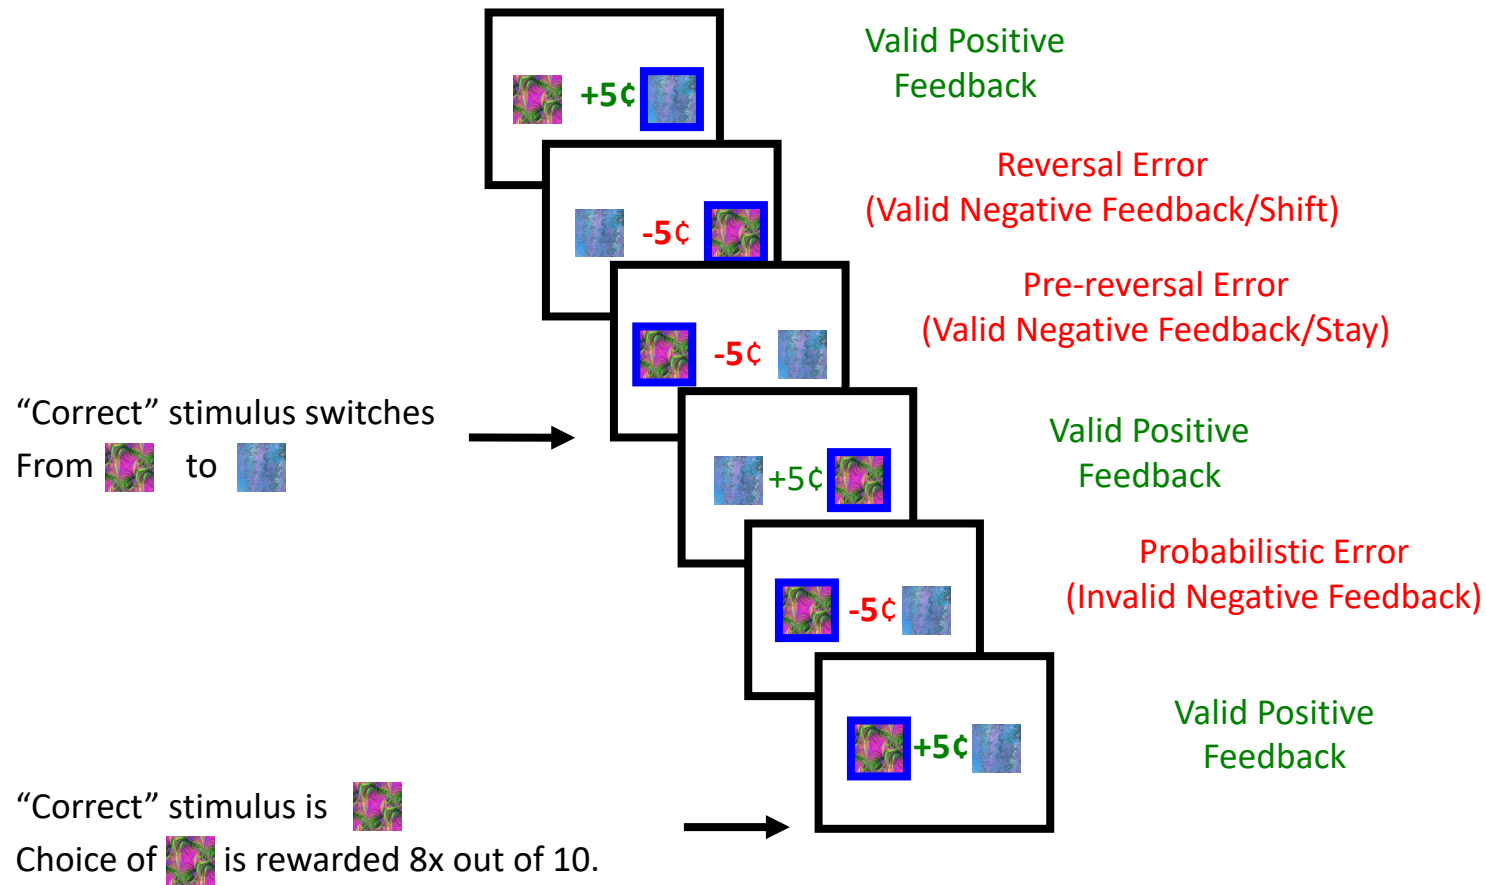 Valid Positive
Feedback
+5¢
Reversal Error
(Valid Negative Feedback/Shift)
-5¢
Pre-reversal Error
(Valid Negative Feedback/Stay)
-5¢
“Correct” stimulus switches
From to
Valid Positive
Feedback
+5¢
Probabilistic Error
(Invalid Negative Feedback)
-5¢
Valid Positive
Feedback
+5¢
“Correct” stimulus is
Choice of is rewarded 8x out of 10.